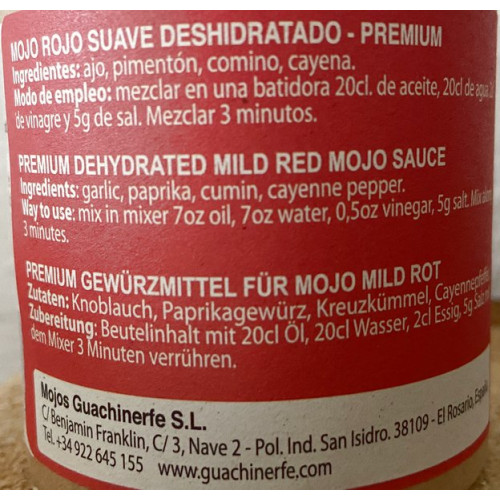 MOJO ROJO SUAVE DESHIDRATADO - PREMIUM
Ingredientes: ajo, pimentón, comino, cayena.
Modo de empleo: mezclar en una batidora 20cl. de aceite, 20cl de agua,
de vinagre y 5g de sal. Mezclar 3 minutos.
PREMIUM DEHYDRATED MILD RED MOJO SAUCE
Ingredients: garlic, paprika, cumin, cayenne pepper.
Way to use: mix in mixer 7oz oil, 7oz water, 0,5oz vinegar, 5g salt. Mix
3 minutes.
PREMIUM GEWÜRZMITTEL FÜR MOJO MILD ROT
Zutaten: Knoblauch, Paprikagewürz, Kreuzkümmel, Cayennepfeffer
Zubereitung: Beutelinhalt mit 20cl Öl, 20cl Wasser, 2cl Essig, 5g Salz
dem Mixer 3 Minuten verrühren.
Mojos Guachinerfe S.L.
C/ Benjamin Franklin, C/ 3, Nave 2 - Pol. Ind. San Isidro. 38109 - El Rosario, España
Tel. +34 922 645 155 www.guachinerfe.com